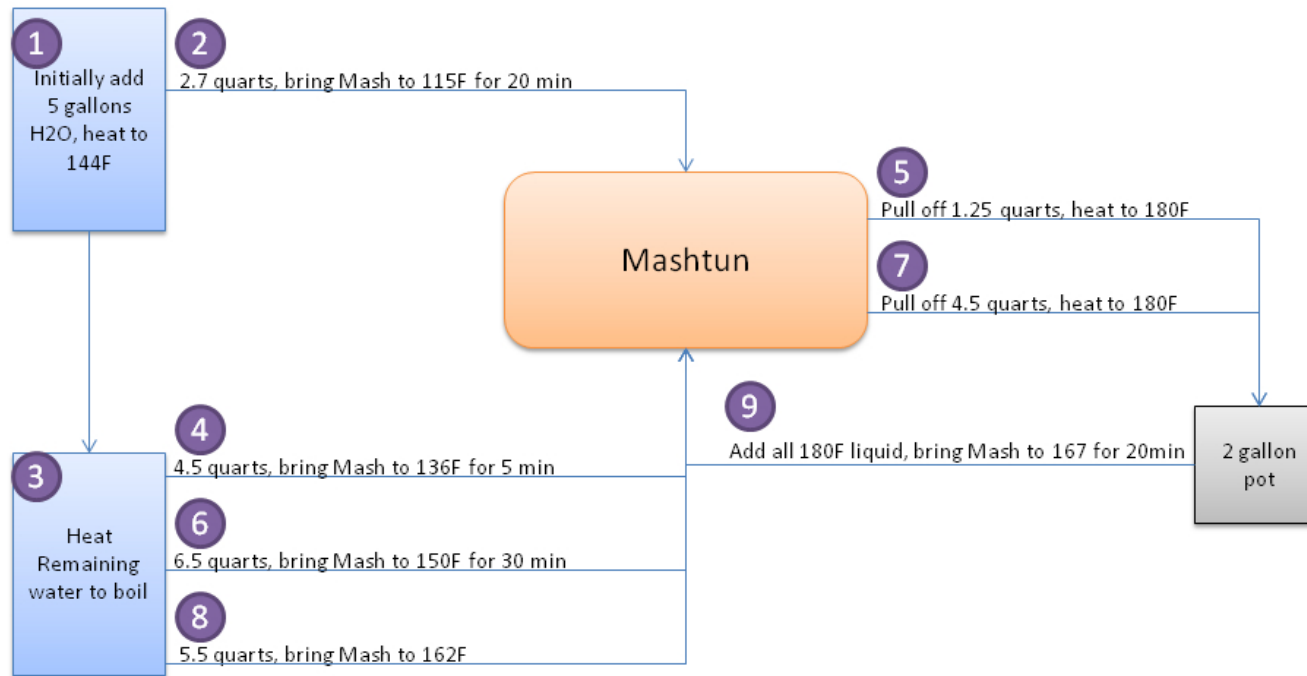 1
Initially add
5 gallons
H2O, heat to
144F
2
2.7 quarts, bring Mash to 115F for 20 min
Mashtun
5
Pull off 1.25 quarts, heat to 180F
7
Pull off 4.5 quarts, heat to 180F
3
Heat
Remaining
water to boil
4
4.5 quarts, bring Mash to 136F for 5 min
6
6.5 quarts, bring Mash to 150F for 30 min
8
5.5 quarts, bring Mash to 162F
9
Add all 180F liquid, bring Mash to 167 for 20min
2 gallon
pot